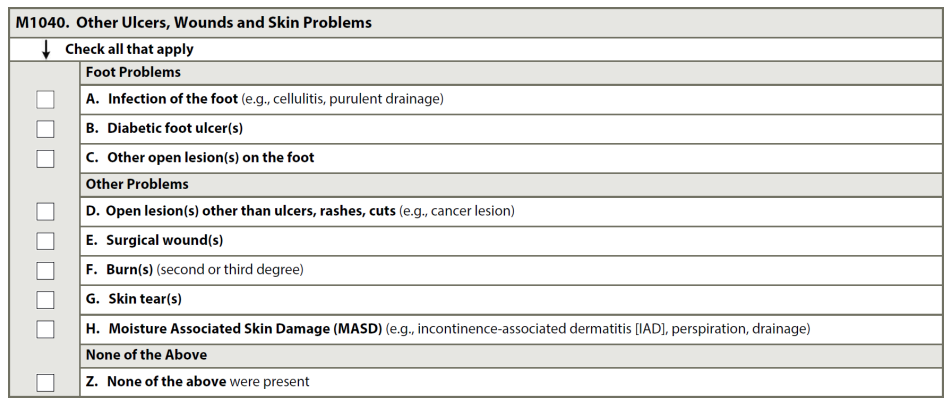 M1040. Other Ulcers, Wounds and Skin Problems
Check all that apply
Foot Problems
A. Infection of the foot (e.g., cellulitis, purulent drainage)
B. Diabetic foot ulcer(s)
C. Other open lesion(s) on the foot
Other Problems
D. Open lesion(s) other than ulcers, rashes, cuts (e.g., cancer lesion)
E. Surgical wound(s)
F. Burn(s) (second or third degree)
G. Skin tear(s)
H. Moisture Associated Skin Damage (MASD) (e.g., incontinence-associated dermatitis [IAD], perspiration, drainage)
None of the Above
Z. None of the above were present